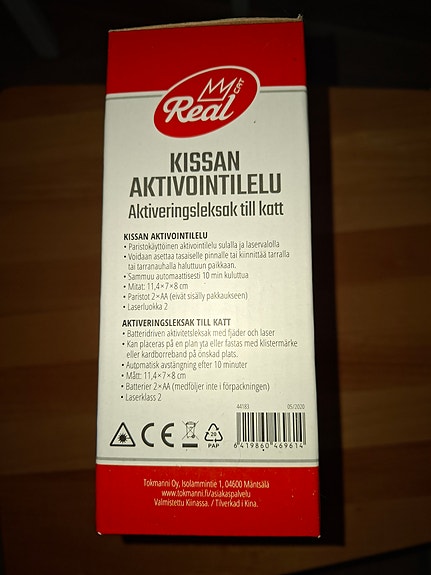 Real
CAT
KISSAN
AKTIVOINTILELU
Aktiveringsleksak till katt
KISSAN AKTIVOINTILELU
• Paristokäyttöinen aktivointilelu sulalla ja laservalolla
• Voidaan asettaa tasaiselle pinnalle tai kiinnittää tarralla
tai tarranauhalla haluttuun paikkaan.
• Sammuu automaattisesti 10 min kuluttua
• Mitat: 11,4 × 7 × 8 cm
• Paristot 2 × AA (eivät sisälly pakkaukseen)
• Laserluokka 2
AKTIVERINGSLEKSAK TILL KATT
• Batteridriven aktivitetsleksak med fjäder och laser
• Kan placeras på en plan yta eller fastas med klistermärke
eller kardborreband på önskad plats.
• Automatisk avstängning efter 10 minuter
• Mått: 11,4 × 7 × 8 cm
• Batterier 2 × AA (medföljer inte i förpackningen)
• Laserklass 2
44183 05/2020
CE
20
PAP
6 419860 469614
Tokmanni Oy, Isolammintie 1, 04600 Mäntsälä
www.tokmanni.fi/asiakaspalvelu
Valmistettu Kiinassa. / Tillverkad i Kina.